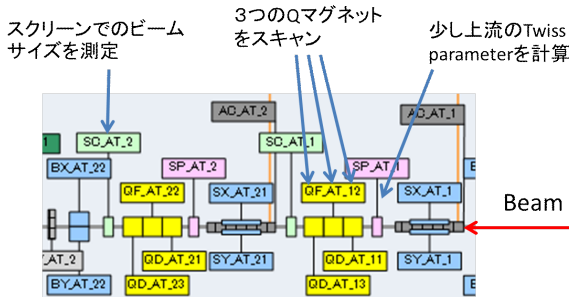 スクリーンでのビーム
サイズを測定
３つのQマグネット
をスキャン
少し上流のTwiss
parameterを計算
AC_AT_2
AC_AT_1
1
SC_AT_2
SC_AT_1
BX_AT_22
SP_AT_2
SP_AT_1
QF_AT_22
SX_AT_21
QF_AT_12
SX_AT_1
Beam
_AT_2
SY_AT_22
QD_AT_21
SY_AT_21
QD_AT_11
SY_AT_1
QD_AT_23
QD_AT_13